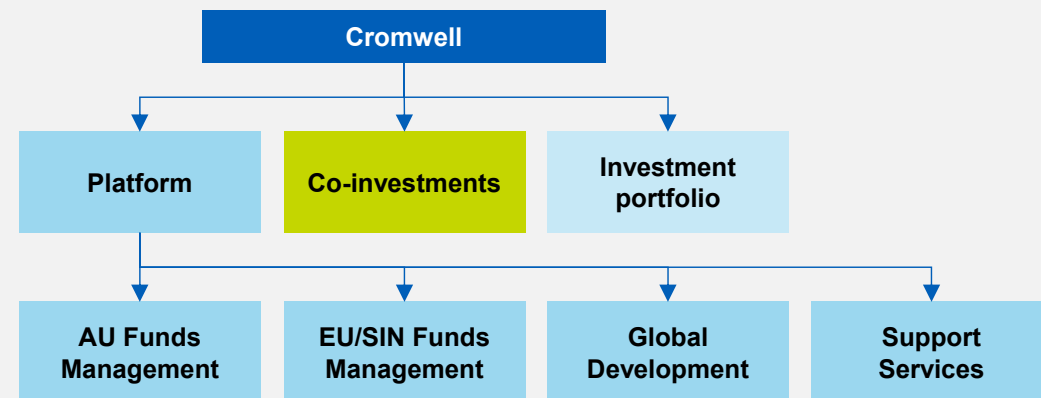 Cromwell
Platform
Co-investments
Investment
portfolio
AU Funds
Management
EU/SIN Funds
Management
Global
Development
Support
Services